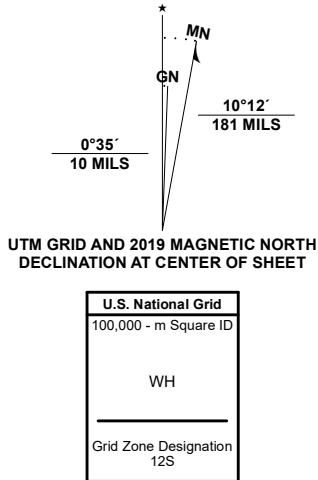 ★
MN
GN
0°35´
10 MILS
10°12´
181 MILS
UTM GRID AND 2019 MAGNETIC NORTH
DECLINATION AT CENTER OF SHEET
U.S. National Grid
100,000 - m Square ID
WH
Grid Zone Designation
12S